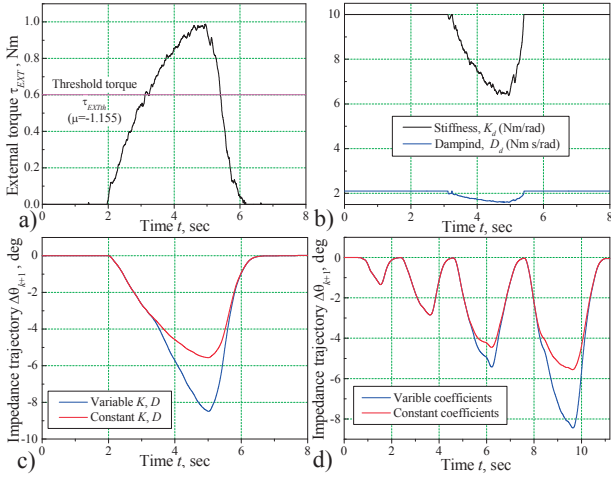 1.0
0.8
0.6
0.4
0.2
0.0
External torque τEXT , Nm
Threshold torque
τEXTth
(μ=-1.155)
0 2 4 6 8
a)
Time t, sec
10
8
6
4
2
Stiffness, Kd (Nm/rad)
Dampind, Dd (Nm s/rad)
0 2 4 6 8
b)
Time t, sec
0
-2
-4
-6
-8
-10
Impedance trajectory Δθk+1, deg
Variable K, D
Constant K, D
0 2 4 6 8
c)
Time t, sec
0
-2
-4
-6
-8
Impedance trajectory Δθk+1, deg
Varible coefficients
Constant coefficients
0 2 4 6 8 10
d)
Time t, sec